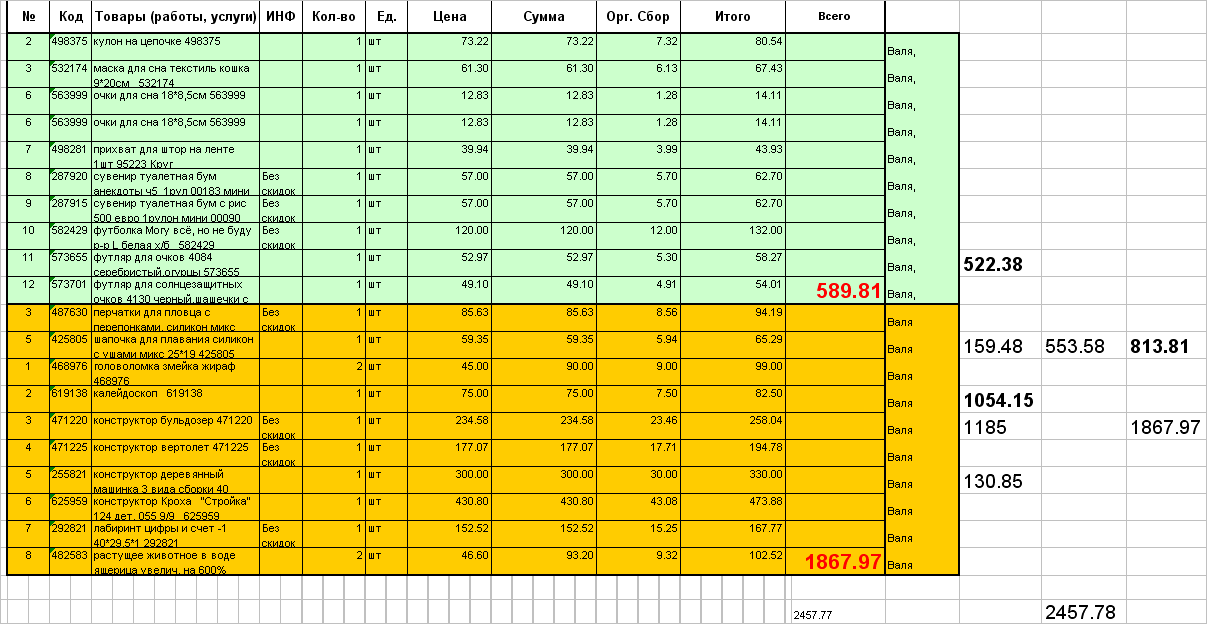 № Код Товары (работы, услуги) ИНФ Кол-во Ед. Цена Сумма Орг. Сбор Итого Всего
2 498375 кулон на цепочке 498375 1 шт 73.22 73.22 7.32 80.54 Валя,
3 532174 маска для сна текстиль кошка 1 шт 61.30 61.30 6.13 67.43 Валя,
9*20см 532174
6 563999 очки для сна 18*8,5см 563999 1 шт 12.83 12.83 1.28 14.11 Валя,
6 563999 очки для сна 18*8,5см 563999 1 шт 12.83 12.83 1.28 14.11 Валя,
7 498281 прихват для штор на ленте 1 шт 39.94 39.94 3.99 43.93 Валя,
1шт 95223 Круг
8 287920 сувенир туалетная бум Без 1 шт 57.00 57.00 5.70 62.70 Валя,
анекдоты ч5 1рул 00183 мини скидок
9 287915 сувенир туалетная бум с рис Без 1 шт 57.00 57.00 5.70 62.70 Валя,
500 евро 1рулон мини 00090 скидок
10 582429 футболка Могу всё, но не буду Без 1 шт 120.00 120.00 12.00 132.00 Валя,
р-р L белая х/б 582429 скидок
11 573655 футляр для очков 4084 1 шт 52.97 52.97 5.30 58.27 Валя, 522.38
серебристый,огурцы 573655
12 573701 футляр для солнцезащитных 1 шт 49.10 49.10 4.91 54.01 589.81 Валя,
очков 4130 черный,шашечки с
3 487630 перчатки для пловца с Без 1 шт 85.63 85.63 8.56 94.19 Валя
перепонками, силикон микс скидок
5 425805 шапочка для плавания силикон 1 шт 59.35 59.35 5.94 65.29 Валя 159.48 553.58 813.81
с ушами микс 25*19 425805
1 468976 головоломка змейка жираф 2 шт 45.00 90.00 9.00 99.00 Валя
468976
2 619138 калейдоскоп 619138 1 шт 75.00 75.00 7.50 82.50 Валя 1054.15
3 471220 конструктор бульдозер 471220 Без 1 шт 234.58 234.58 23.46 258.04 Валя 1185 1867.97
скидок
4 471225 конструктор вертолет 471225 Без 1 шт 177.07 177.07 17.71 194.78 Валя
скидок
5 255821 конструктор деревянный 1 шт 300.00 300.00 30.00 330.00 Валя 130.85
машинка 3 вида сборки 40
6 625959 конструктор Кроха "Стройка" 1 шт 430.80 430.80 43.08 473.88 Валя
124 дет. 055 9/9 625959
7 292821 лабиринт цифры и счет -1 Без 1 шт 152.52 152.52 15.25 167.77 Валя
40*29,5*1 292821 скидок
8 482583 растущее животное в воде 2 шт 46.60 93.20 9.32 102.52 1867.97 Валя
ящерица увелич. на 600%
2457.77 2457.78